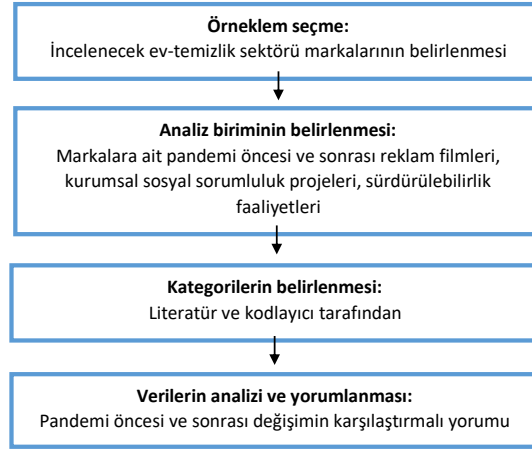 Örneklem seçme:
İncelenecek ev-temizlik sektörü markalarının belirlenmesi
Analiz biriminin belirlenmesi:
Markalara ait pandemi öncesi ve sonrası reklam filmleri,
kurumsal sosyal sorumluluk projeleri, sürdürülebilirlik
faaliyetleri
Kategorilerin belirlenmesi:
Literatür ve kodlayıcı tarafından
Verilerin analizi ve yorumlanması:
Pandemi öncesi ve sonrası değişimin karşılaştırmalı yorumu